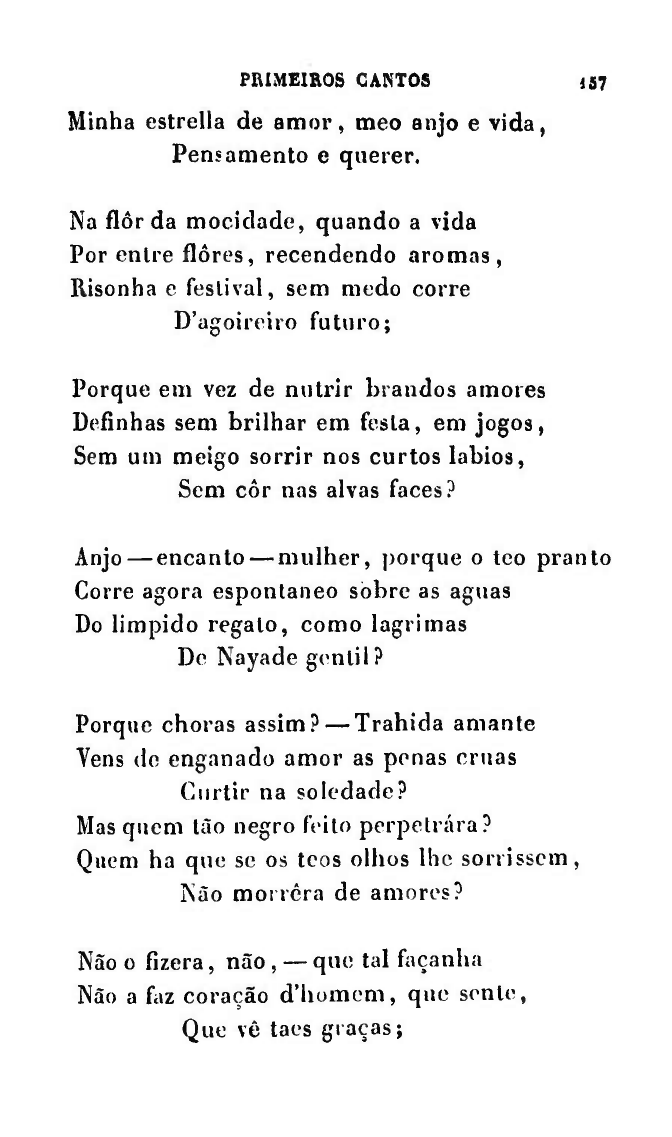 PRIMEIROS CANTOS 157
Minha estrella de amor, meo anjo e vida,
Pensamento e querer.
Na flôr da mocidade, quando a vida
Por entre flôres, recendendo aromas,
Risonha e festival, sem medo corre
D'agoireiro futuro;
Porque em vez de nutrir brandos amores
Definhas sem brilhar em festa, em jogos,
Sem um meigo sorrir nos curtos labios,
Sem côr nas alvas faces?
Anjo—encanto—mulher, porque o teo pranto
Corre agora espontaneo sobre as aguas
Do limpido regato, como lagrimas
De Nayade gentil?
Porque choras assim?—Trahida amante
Vens de enganado amor as penas cruas
Curtir na soledade?
Mas quem tão negro feito perpetrára?
Quem ha que se os teos olhos lhe sorrissem,
Não morrêra de amores?
Não o fizera, não,—que tal façanha
Não a faz coração d'homem, que sente,
Que vê taes graças;